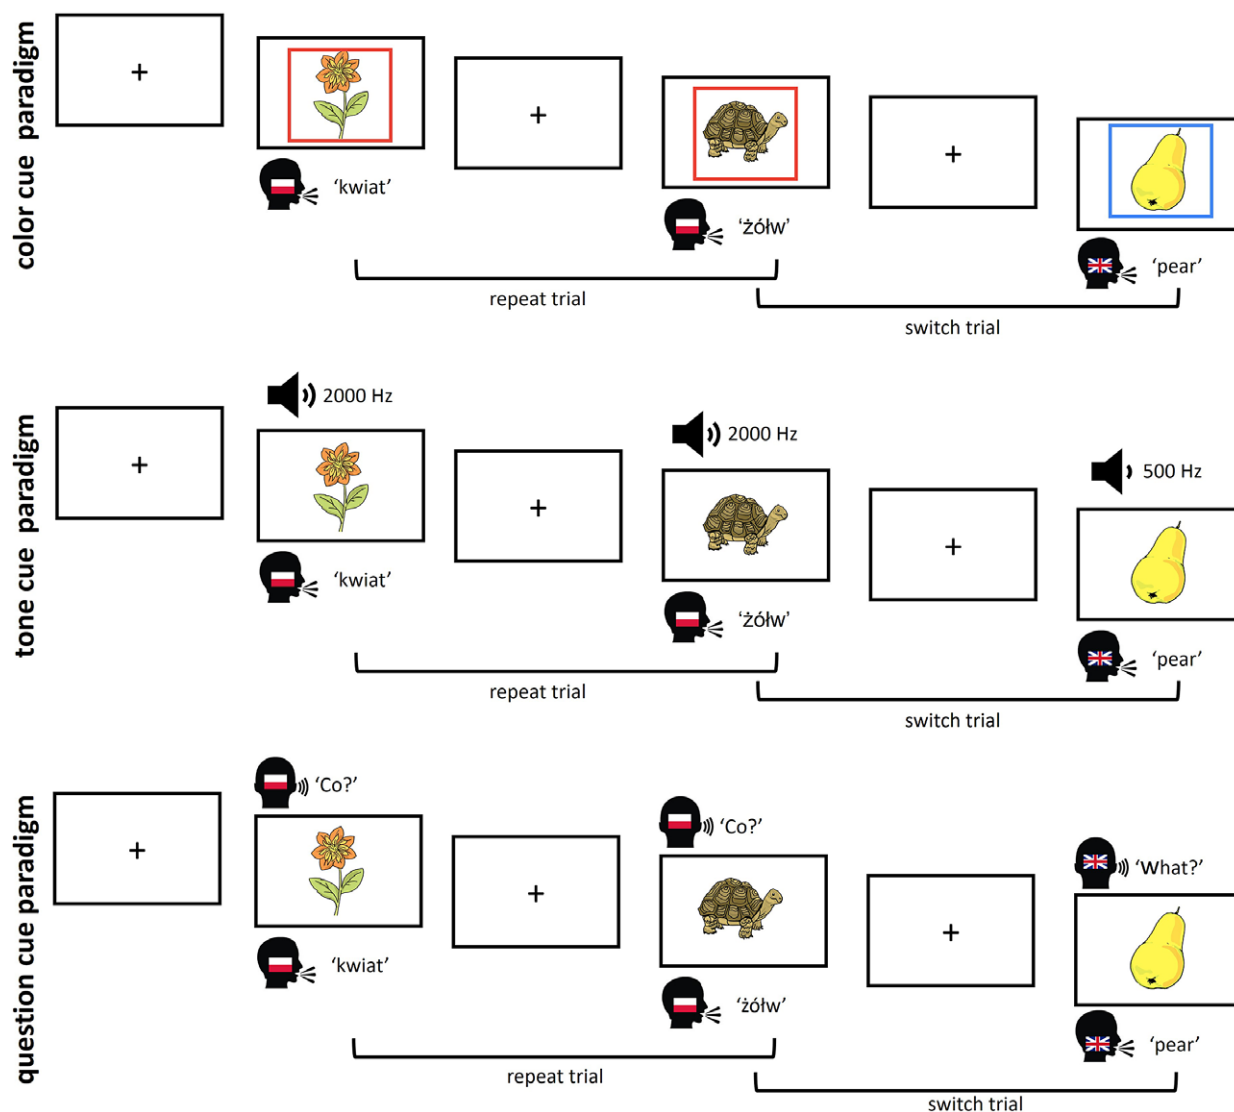 color cue paradigm
‘kwiat’
‘żółw’
‘pear’
repeat trial
switch trial
tone cue paradigm
2000 Hz
2000 Hz
500 Hz
‘kwiat’
‘żółw’
‘pear’
repeat trial
switch trial
question cue paradigm
‘Co?’
‘Co?’
‘What?’
‘kwiat’
‘żółw’
‘pear’
repeat trial
switch trial